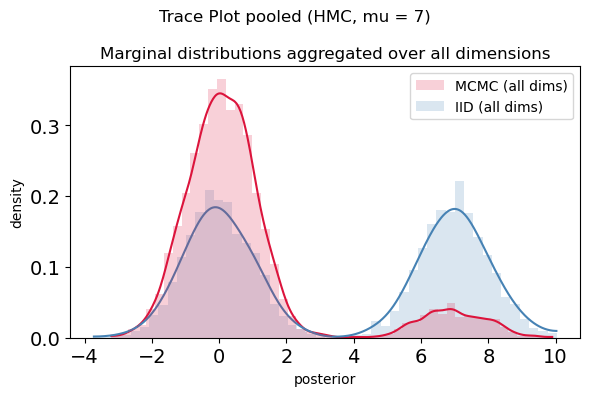 Trace Plot pooled (HMC, mu = 7)
Marginal distributions aggregated over all dimensions
MCMC (all dims)
IID (all dims)
density
0.3
0.2
0.1
0.0
−4 −2 0 2 4 6 8 10
posterior